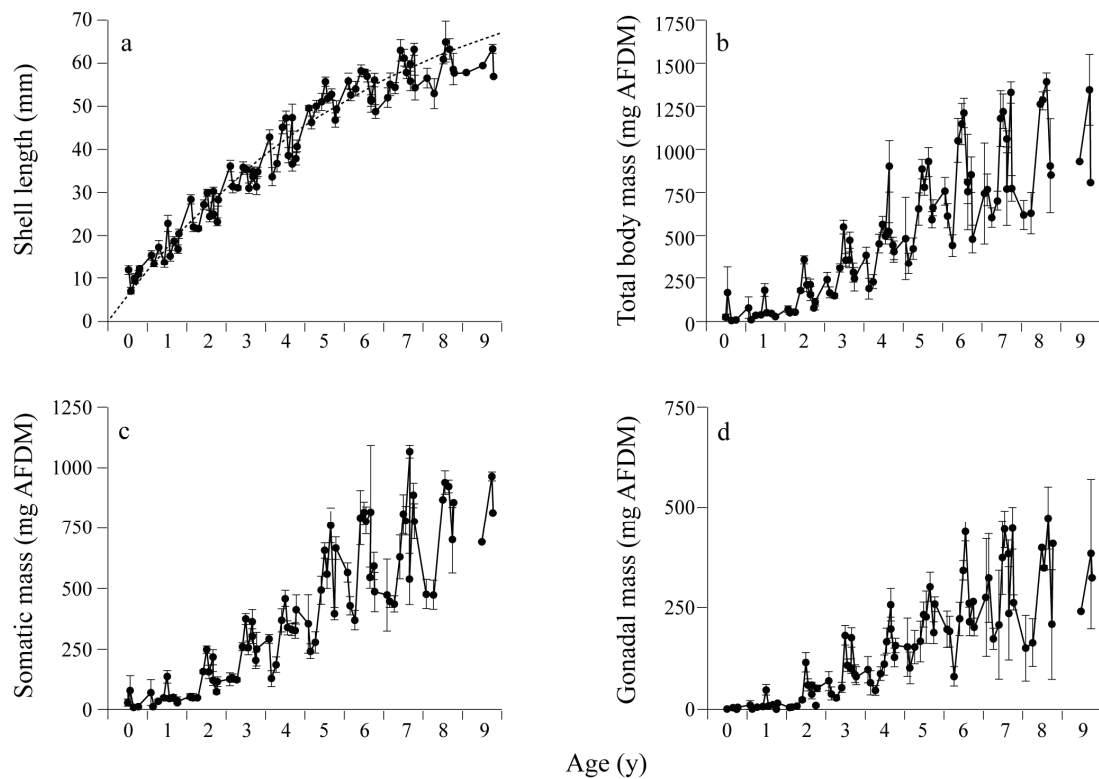 a
Shell length (mm)
70
60
50
40
30
20
10
0
0 1 2 3 4 5 6 7 8 9
b
Total body mass (mg AFDM)
1750
1500
1250
1000
750
500
250
0
0 1 2 3 4 5 6 7 8 9
c
Somatic mass (mg AFDM)
1250
1000
750
500
250
0
0 1 2 3 4 5 6 7 8 9
d
Gonadal mass (mg AFDM)
750
500
250
0
0 1 2 3 4 5 6 7 8 9
Age (y)